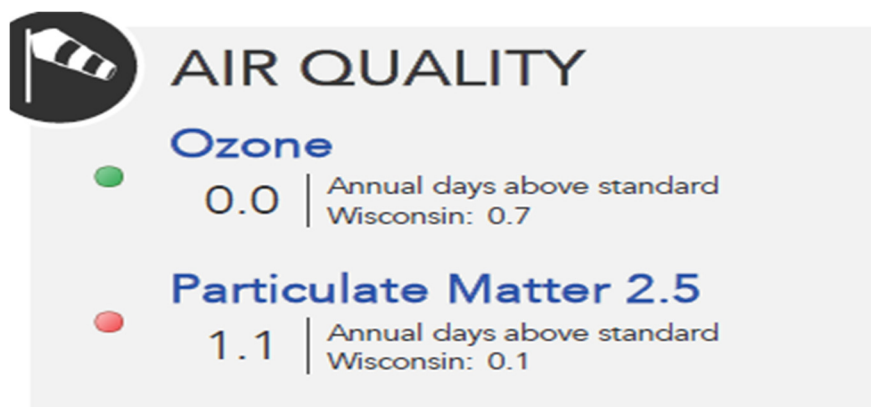 AIR QUALITY
Ozone
0.0
Annual days above standard
Wisconsin: 0.7
Particulate Matter 2.5
1.1
Annual days above standard
Wisconsin: 0.1